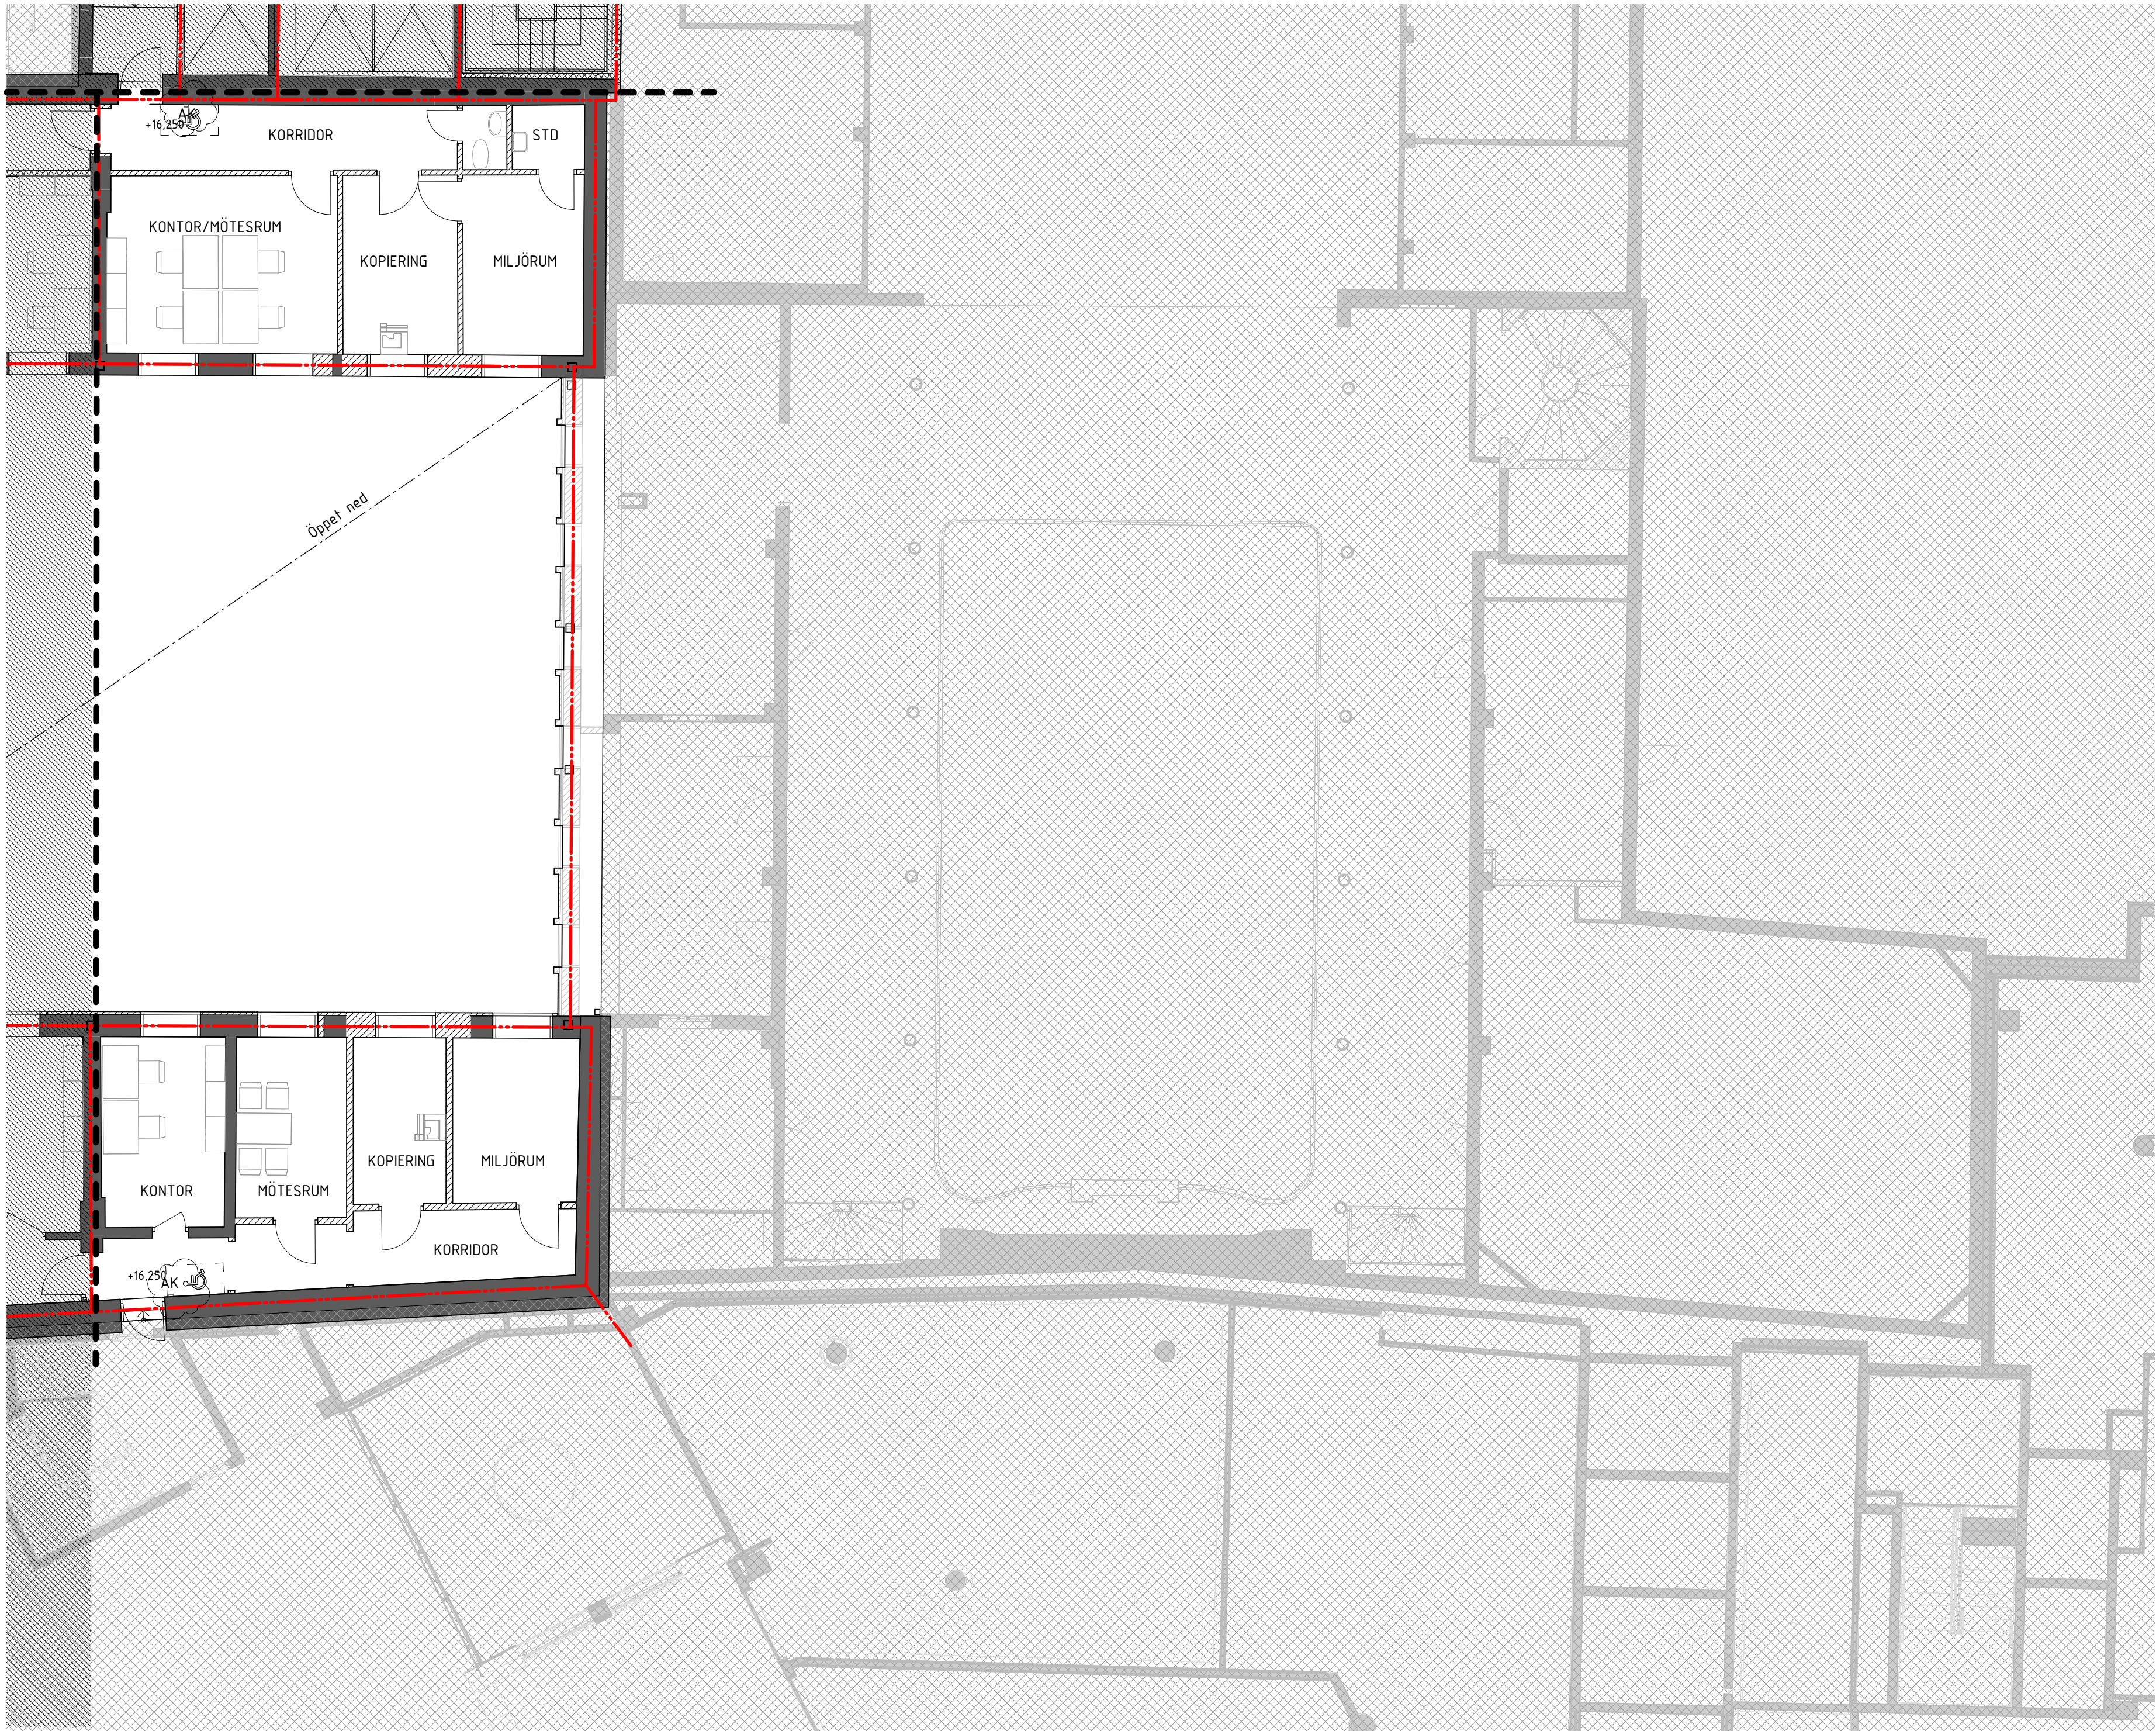 AK
+16,250
KORRIDOR
STD
KONTOR/MÖTESRUM
KOPIERING
MILJÖRUM
Öppet ned
KOPIERING
MILJÖRUM
KONTOR
MÖTESRUM
KORRIDOR
+16,250
AK